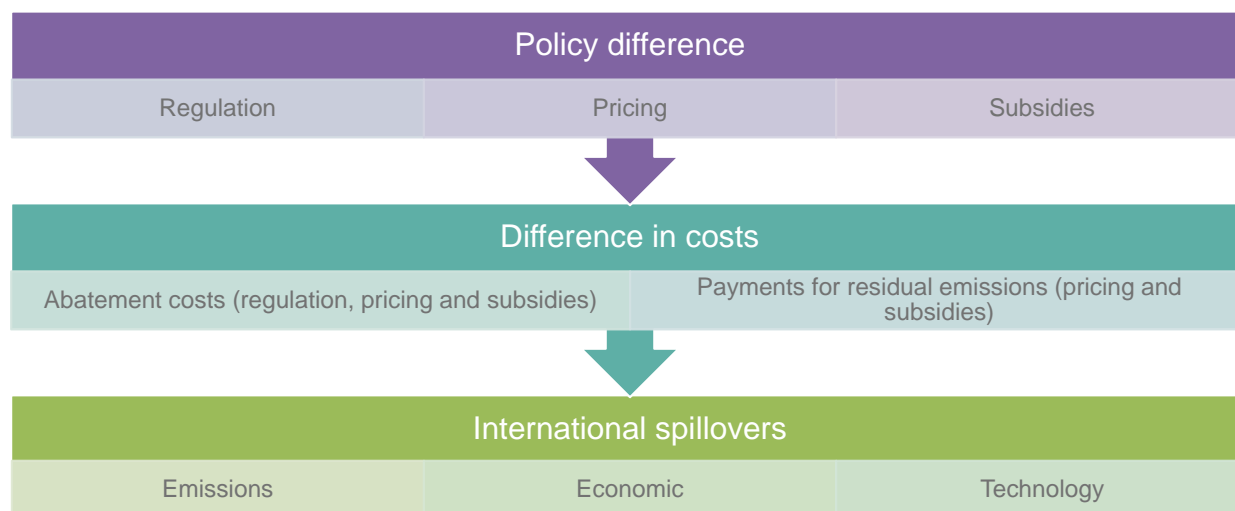 Policy difference
Regulation
Pricing
Subsidies
Difference in costs
Abatement costs (regulation, pricing and subsidies)
Payments for residual emissions (pricing and
subsidies)
International spillovers
Emissions
Economic
Technology